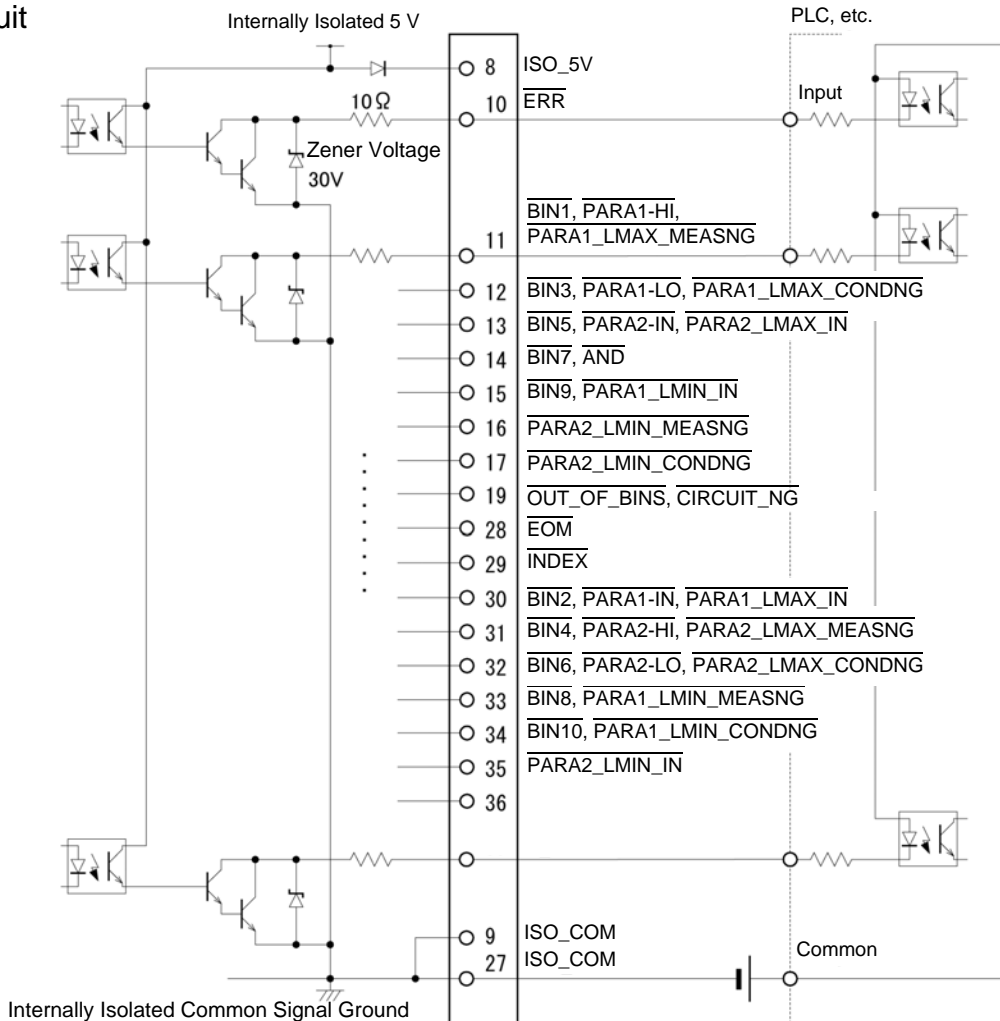 uit
Internally Isolated 5 V
PLC, etc.
8 ISO_5V
10 ERR
10Ω
Input
Zener Voltage
30V
BIN1, PARA1-HI,
11 PARA1_LMAX_MEASNG
12 BIN3, PARA1-LO, PARA1_LMAX_CONDNG
13 BIN5, PARA2-IN, PARA2_LMAX_IN
14 BIN7, AND
15 BIN9, PARA1_LMIN_IN
16 PARA2_LMIN_MEASNG
17 PARA2_LMIN_CONDNG
19 OUT_OF_BINS, CIRCUIT_NG
28 EOM
29 INDEX
30 BIN2, PARA1-IN, PARA1_LMAX_IN
31 BIN4, PARA2-HI, PARA2_LMAX_MEASNG
32 BIN6, PARA2-LO, PARA2_LMAX_CONDNG
33 BIN8, PARA1_LMIN_MEASNG
34 BIN10, PARA1_LMIN_CONDNG
35 PARA2_LMIN_IN
36
9 ISO_COM
27 ISO_COM
Common
Internally Isolated Common Signal Ground